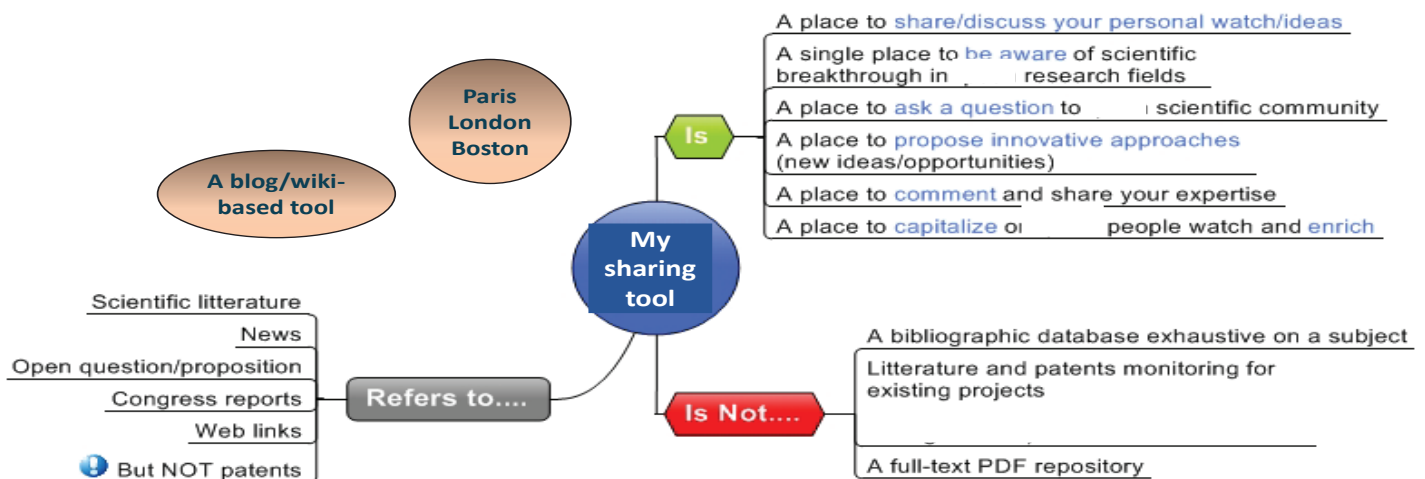 A place to share/discuss your personal watch/ideas
A single place to be aware of scientific
breakthrough in research fields
A place to ask a question to scientific community
A place to propose innovative approaches
(new ideas/opportunities)
A place to comment and share your expertise
A place to capitalize people watch and enrich
Is
Paris
London
Boston
A blog/wiki-
based tool
My
sharing
tool
Scientific litterature
News
Open question/proposition
Congress reports
Web links
But NOT patents
Refers to....
Is Not....
A bibliographic database exhaustive on a subject
Litterature and patents monitoring for
existing projects
A full-text PDF repository